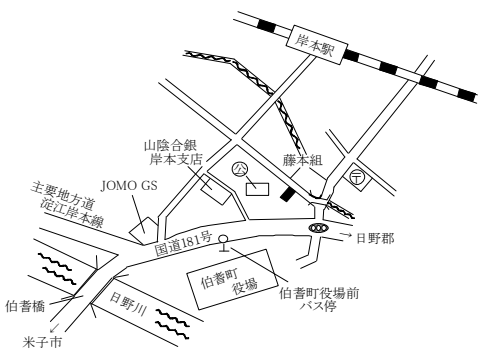 岸本駅
山陰合銀
岸本支店
公
藤本組
〒
JOMO GS
主要地方道
淀江岸本線
国道181号
→日野郡
伯耆町
役場
伯耆町役場前
バス停
伯耆橋
日野川
米子市